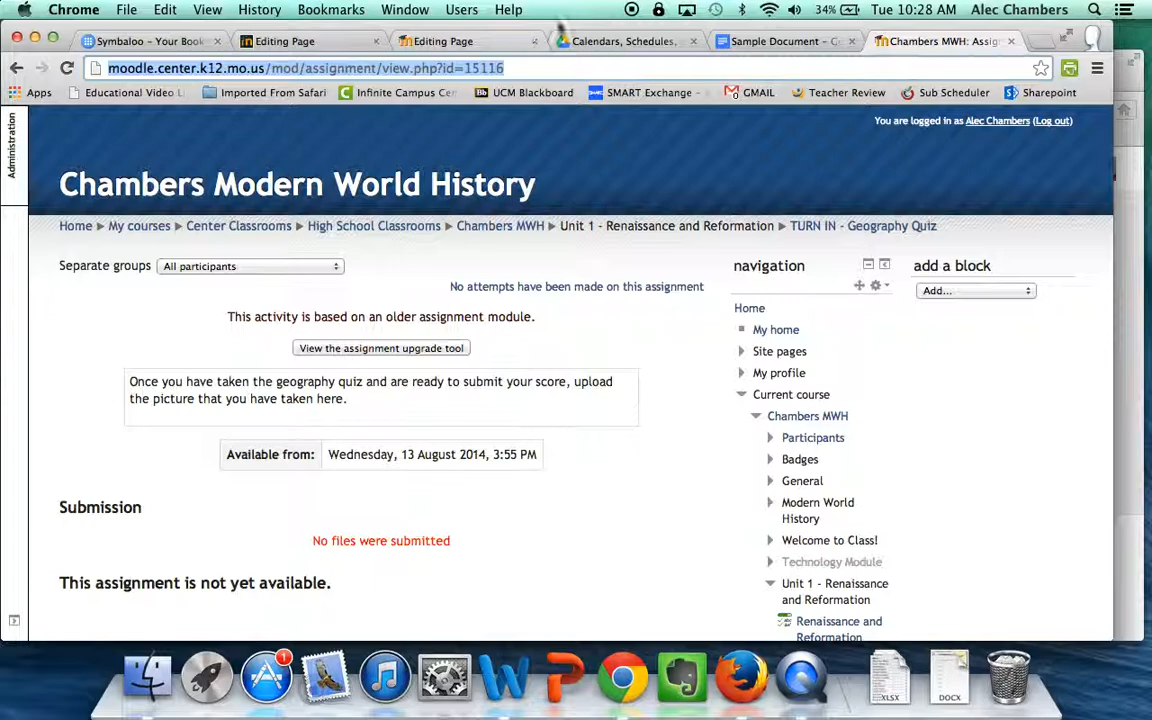 Chrome File Edit View History Bookmarks Window Users Help 34% Tue 10:28 AM Alec Chambers
Symbaloo – Your Book Editing Page Editing Page Calendars, Schedules, Sample Document – G Chambers MWH: Assig
moodle.center.k12.mo.us/mod/assignment/view.php?id=15116
Apps Educational Video Li Imported From Safari Infinite Campus Cen UCM Blackboard SMART Exchange – GMAIL Teacher Review Sub Scheduler Sharepoint
Administration
You are logged in as Alec Chambers (Log out)
Chambers Modern World History
Home My courses Center Classrooms High School Classrooms Chambers MWH Unit 1 - Renaissance and Reformation TURN IN - Geography Quiz
Separate groups All participants
No attempts have been made on this assignment
This activity is based on an older assignment module.
View the assignment upgrade tool
Once you have taken the geography quiz and are ready to submit your score, upload
the picture that you have taken here.
Available from: Wednesday, 13 August 2014, 3:55 PM
Submission
No files were submitted
This assignment is not yet available.
navigation
Home
My home
Site pages
My profile
Current course
Chambers MWH
Participants
Badges
General
Modern World
History
Welcome to Class!
Technology Module
Unit 1 - Renaissance
and Reformation
Renaissance and
Reformation
add a block
Add...
1
XLSX
DOCX